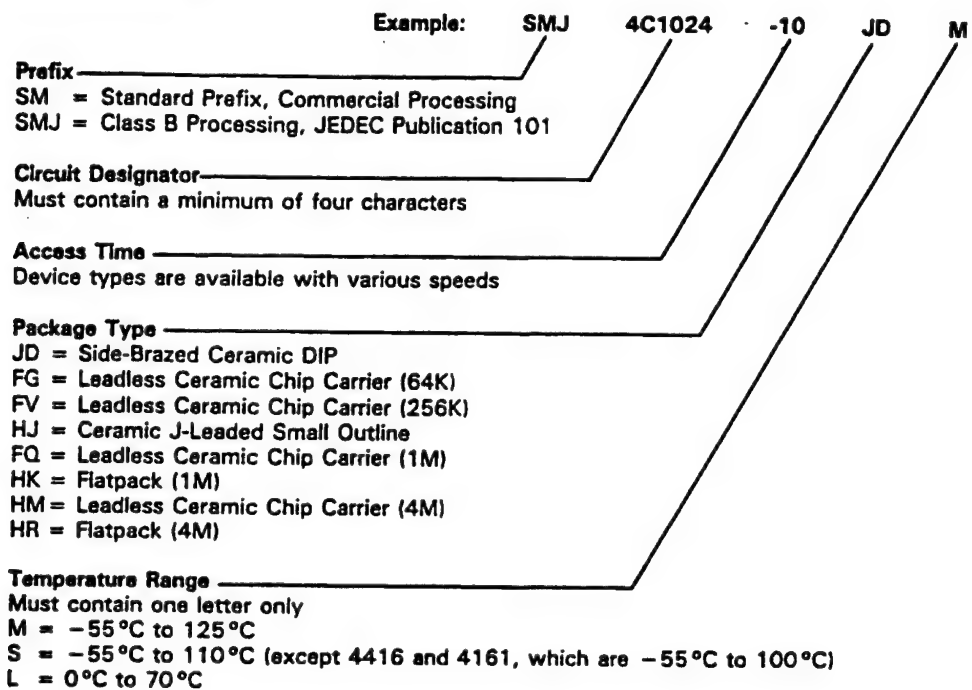 Example: SMJ 4C1024 -10 JD M
Prefix
SM = Standard Prefix, Commercial Processing
SMJ = Class B Processing, JEDEC Publication 101
Circuit Designator
Must contain a minimum of four characters
Access Time
Device types are available with various speeds
Package Type
JD = Side-Brazed Ceramic DIP
FG = Leadless Ceramic Chip Carrier (64K)
FV = Leadless Ceramic Chip Carrier (256K)
HJ = Ceramic J-Leaded Small Outline
FQ = Leadless Ceramic Chip Carrier (1M)
HK = Flatpack (1M)
HM = Leadless Ceramic Chip Carrier (4M)
HR = Flatpack (4M)
Temperature Range
Must contain one letter only
M = −55°C to 125°C
S = −55°C to 110°C (except 4416 and 4161, which are −55°C to 100°C)
L = 0°C to 70°C